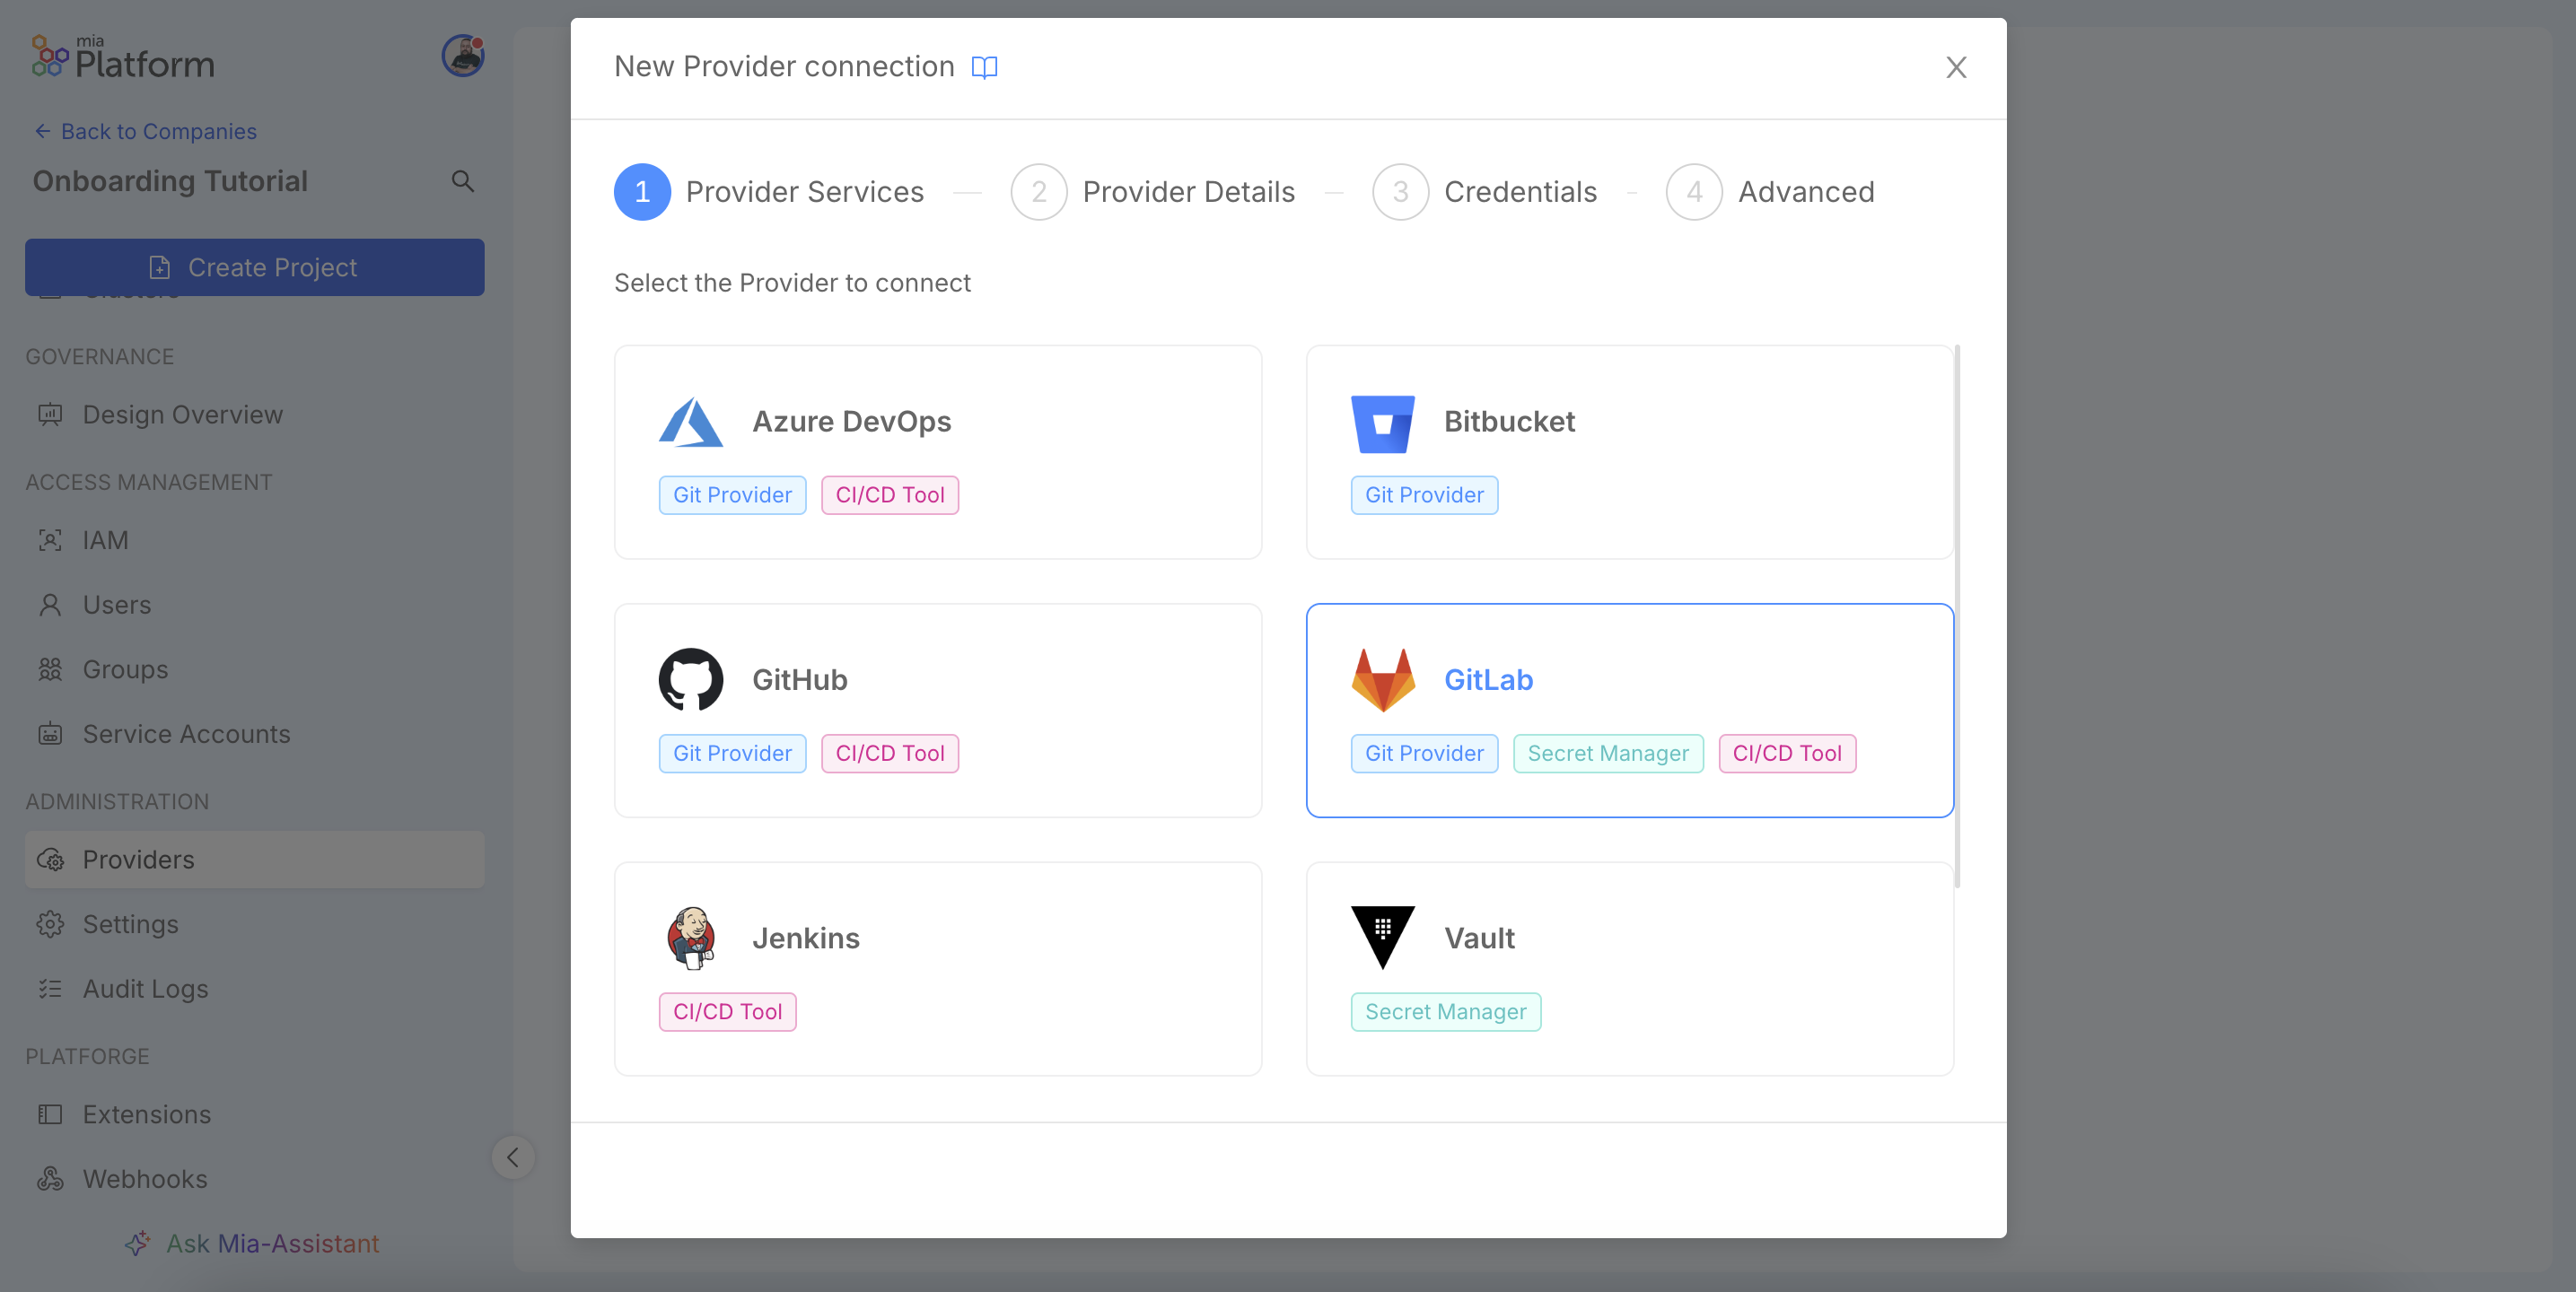 mia
Platform
Back to Companies
Onboarding Tutorial
Create Project
Clusters
GOVERNANCE
Design Overview
ACCESS MANAGEMENT
IAM
Users
Groups
Service Accounts
ADMINISTRATION
Providers
Settings
Audit Logs
PLATFORGE
Extensions
Webhooks
Ask Mia-Assistant
New Provider connection
X
1 Provider Services
2 Provider Details
3 Credentials
4 Advanced
Select the Provider to connect
Azure DevOps
Git Provider CI/CD Tool
Bitbucket
Git Provider
GitHub
Git Provider CI/CD Tool
GitLab
Git Provider Secret Manager CI/CD Tool
Jenkins
CI/CD Tool
Vault
Secret Manager